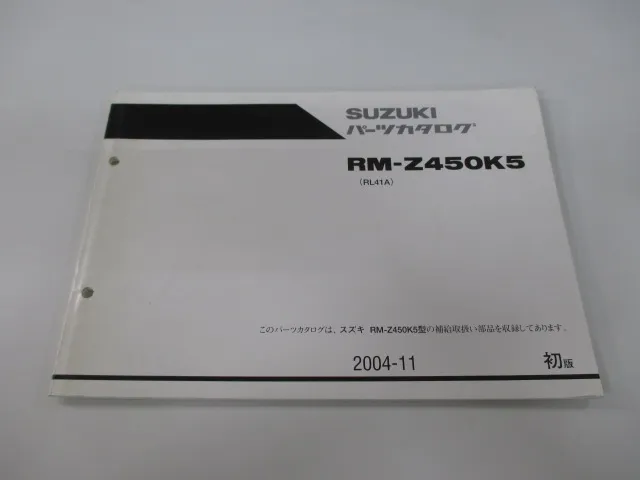 SUZUKI
パーツカタログ
RM-Z450K5
(RL41A)
このパーツカタログは、スズキ RM-Z450K5型の補給取扱い部品を収録してあります。
2004-11 初版